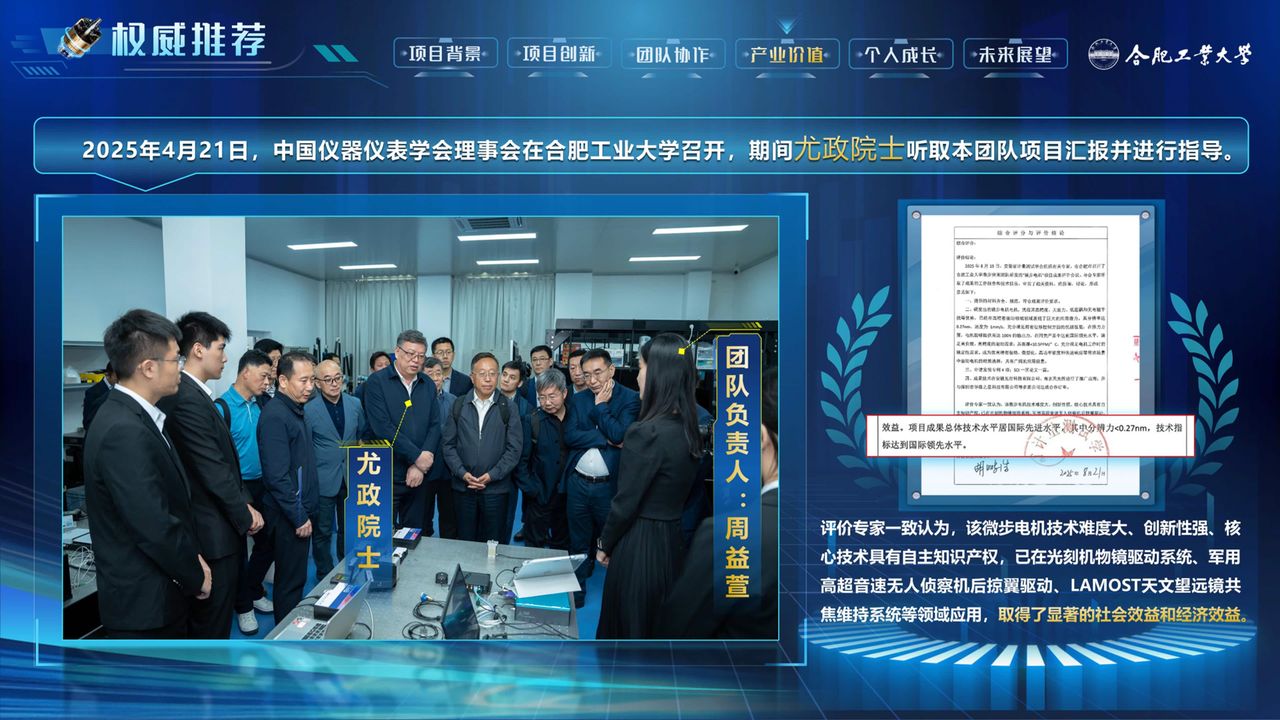 权威推荐
项目背景
项目创新
团队协作
产业价值
个人成长
未来展望
合肥工业大学
2025年4月21日，中国仪器仪表学会理事会在合肥工业大学召开，期间尤政院士听取本团队项目汇报并进行指导。
尤政院士
团队负责人：周益萱
综合评分与评价结论
综合评分：
评价结论：
效益。项目成果总体技术水平居国际先进水平。其中分辨力<0.27nm，技术指
标达到国际领先水平。
评价专家一致认为，该微步电机技术难度大、创新性强、核
心技术具有自主知识产权，已在光刻机物镜驱动系统、军用
高超音速无人侦察机后掠翼驱动、LAMOST天文望远镜共
焦维持系统等领域应用，取得了显著的社会效益和经济效益。